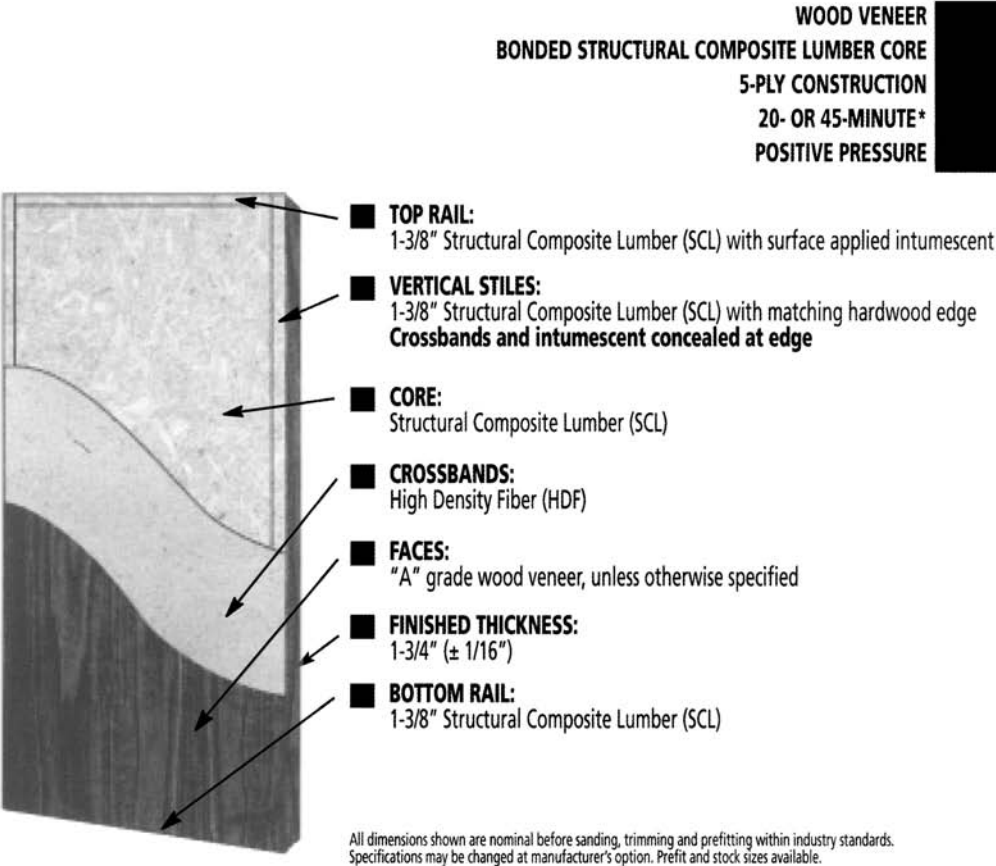 WOOD VENEER
BONDED STRUCTURAL COMPOSITE LUMBER CORE
5-PLY CONSTRUCTION
20- OR 45-MINUTE*
POSITIVE PRESSURE
TOP RAIL:
1-3/8" Structural Composite Lumber (SCL) with surface applied intumescent
VERTICAL STILES:
1-3/8" Structural Composite Lumber (SCL) with matching hardwood edge
Crossbands and intumescent concealed at edge
CORE:
Structural Composite Lumber (SCL)
CROSSBANDS:
High Density Fiber (HDF)
FACES:
"A" grade wood veneer, unless otherwise specified
FINISHED THICKNESS:
1-3/4" (± 1/16")
BOTTOM RAIL:
1-3/8" Structural Composite Lumber (SCL)
All dimensions shown are nominal before sanding, trimming and prefitting within industry standards.
Specifications may be changed at manufacturer's option. Prefit and stock sizes available.